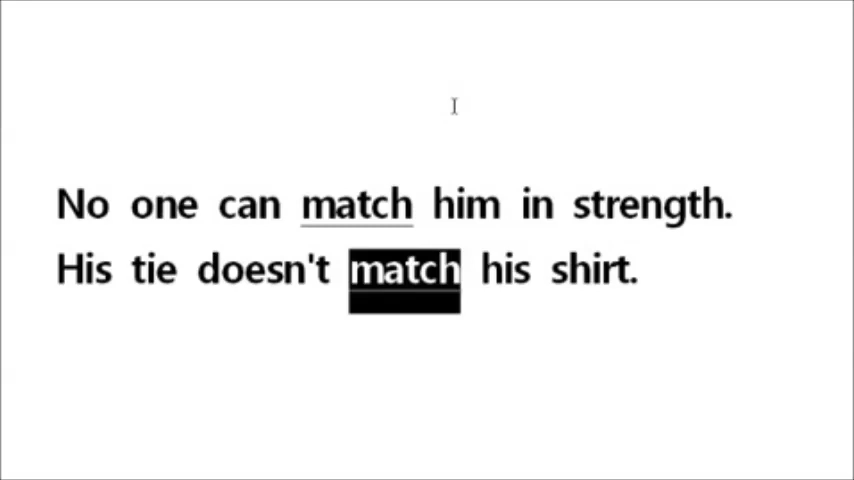 No one can match him in strength.
His tie doesn't match his shirt.